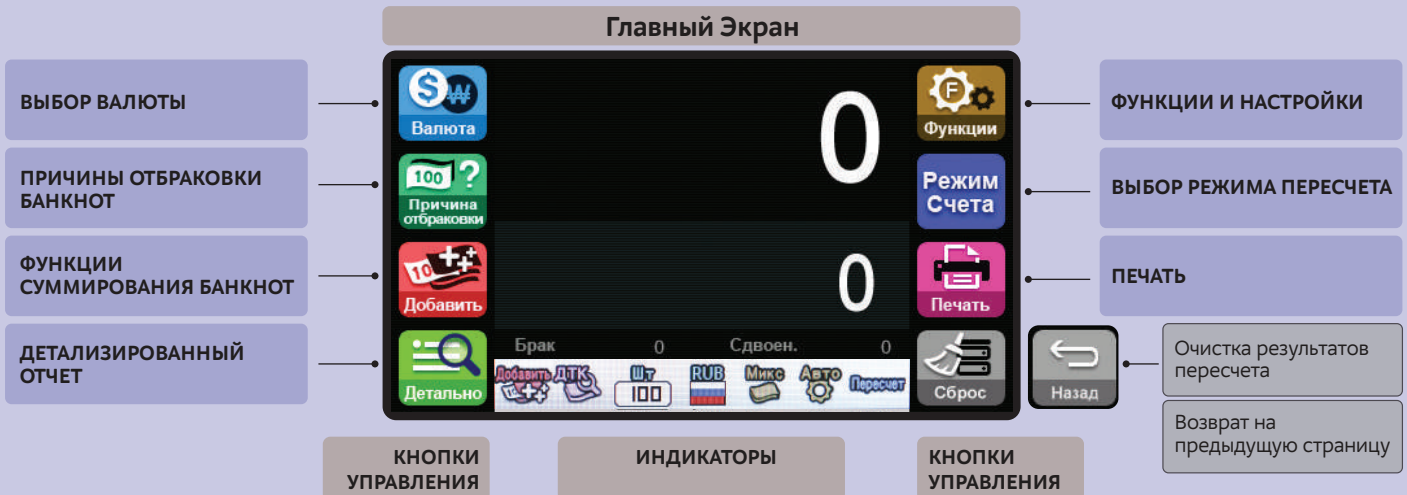 Главный Экран
ВЫБОР ВАЛЮТЫ
ПРИЧИНЫ ОТБРАКОВКИ
БАНКНОТ
ФУНКЦИИ
СУММИРОВАНИЯ БАНКНОТ
ДЕТАЛИЗИРОВАННЫЙ
ОТЧЕТ
$₩
Валюта
100 ?
Причина
отбраковки
10
Добавить
Детально
0
0
Брак 0 Сдвоен. 0
Добавить ДТК Шт RUB Микс Авто Пересчет
100
F
Функции
Режим
Счета
Печать
Сброс
Назад
ФУНКЦИИ И НАСТРОЙКИ
ВЫБОР РЕЖИМА ПЕРЕСЧЕТА
ПЕЧАТЬ
Очистка результатов
пересчета
Возврат на
предыдущую страницу
КНОПКИ
УПРАВЛЕНИЯ
ИНДИКАТОРЫ
КНОПКИ
УПРАВЛЕНИЯ